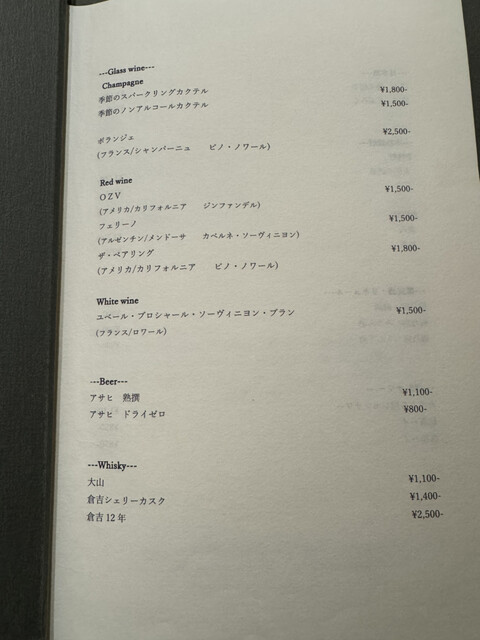 ---Glass wine---
Champagne
季節のスパークリングカクテル ¥1,800-
季節のノンアルコールカクテル ¥1,500-
ボランジェ ¥2,500-
(フランス/シャンパーニュ ピノ・ノワール)
Red wine
OZV ¥1,500-
(アメリカ/カリフォルニア ジンファンデル)
フェリーノ ¥1,500-
(アルゼンチン/メンドーサ カベルネ・ソーヴィニヨン)
ザ・ペアリング ¥1,800-
(アメリカ/カリフォルニア ピノ・ノワール)
White wine
ユベール・ブロシャール・ソーヴィニヨン・ブラン ¥1,500-
(フランス/ロワール)
---Beer---
アサヒ 熟撰 ¥1,100-
アサヒ ドライゼロ ¥800-
---Whisky---
大山 ¥1,100-
倉吉シェリーカスク ¥1,400-
倉吉12年 ¥2,500-